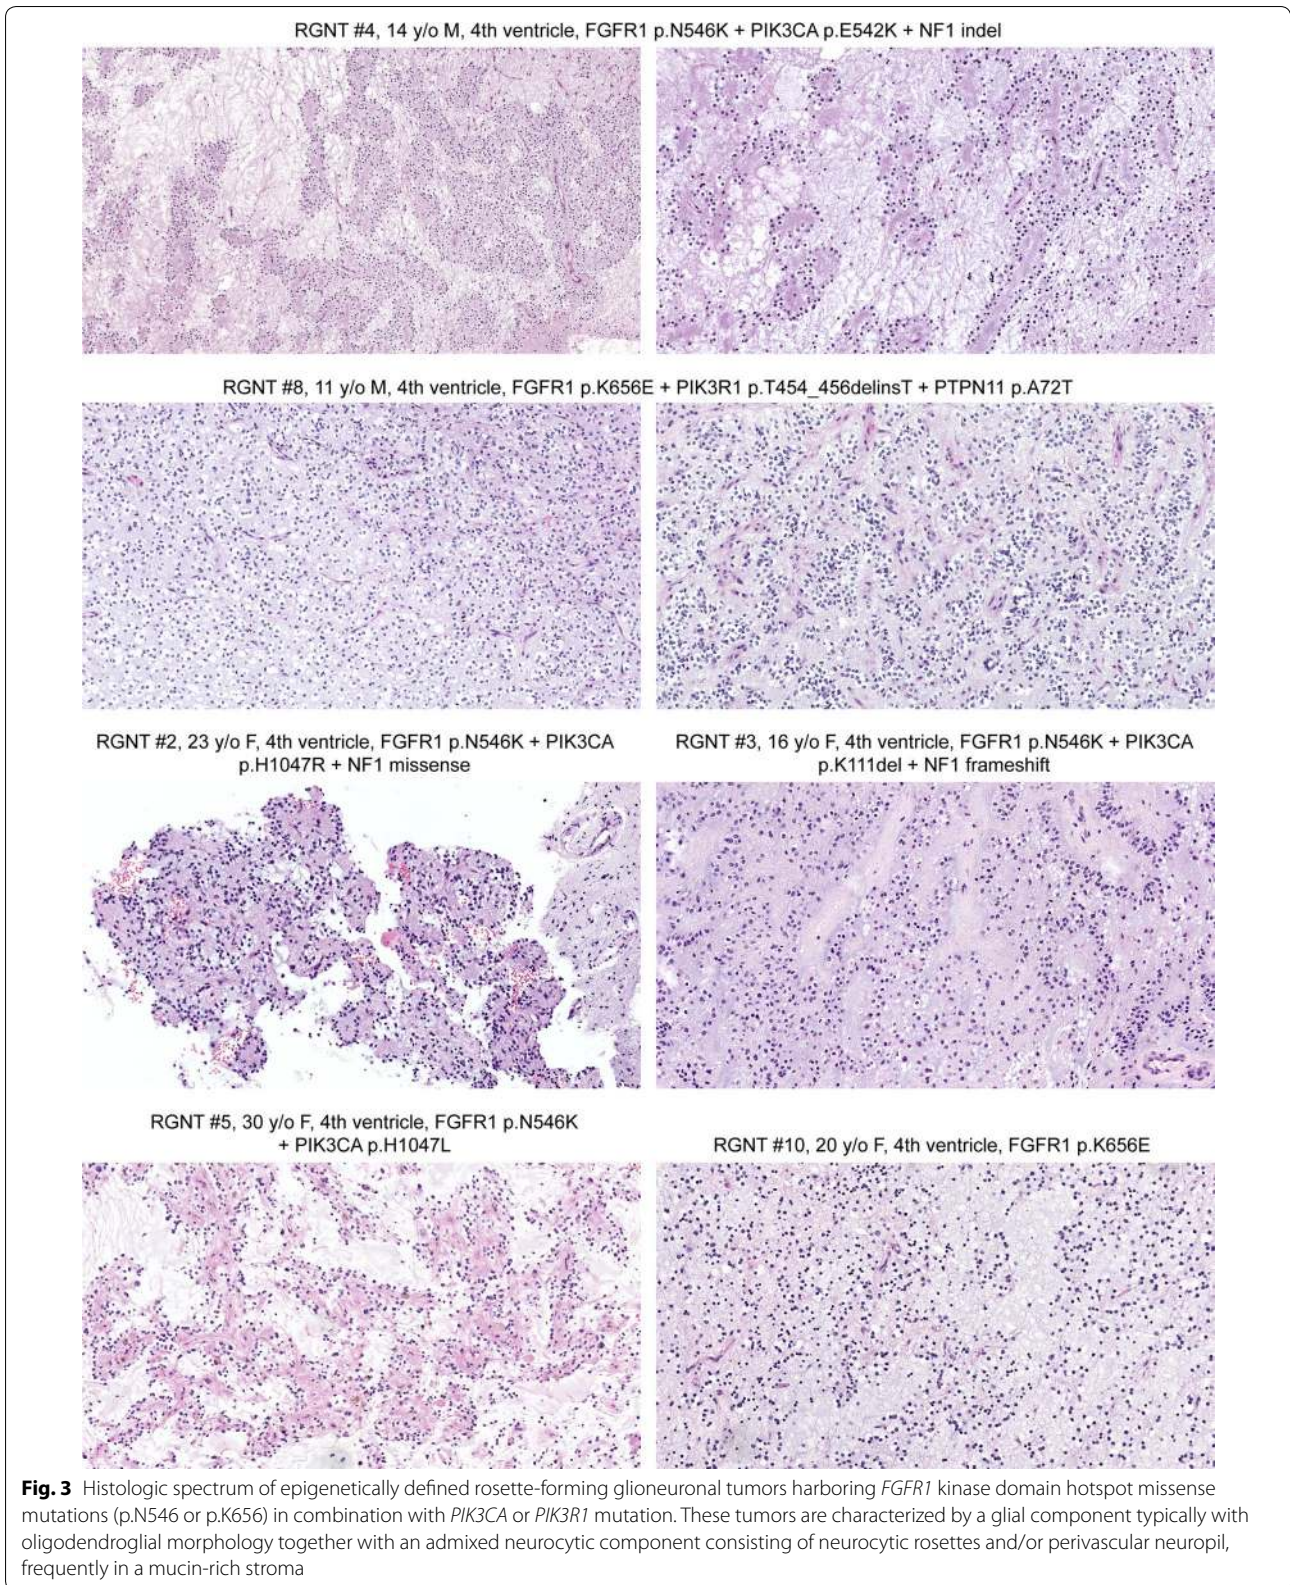 RGNT #4, 14 y/o M, 4th ventricle, FGFR1 p.N546K + PIK3CA p.E542K + NF1 indel
RGNT #8, 11 y/o M, 4th ventricle, FGFR1 p.K656E + PIK3R1 p.T454_456delinsT + PTPN11 p.A72T
RGNT #2, 23 y/o F, 4th ventricle, FGFR1 p.N546K + PIK3CA
p.H1047R + NF1 missense
RGNT #3, 16 y/o F, 4th ventricle, FGFR1 p.N546K + PIK3CA
p.K111del + NF1 frameshift
RGNT #5, 30 y/o F, 4th ventricle, FGFR1 p.N546K
+ PIK3CA p.H1047L
RGNT #10, 20 y/o F, 4th ventricle, FGFR1 p.K656E
Fig. 3 Histologic spectrum of epigenetically defined rosette-forming glioneuronal tumors harboring FGFR1 kinase domain hotspot missense
mutations (p.N546 or p.K656) in combination with PIK3CA or PIK3R1 mutation. These tumors are characterized by a glial component typically with
oligodendroglial morphology together with an admixed neurocytic component consisting of neurocytic rosettes and/or perivascular neuropil,
frequently in a mucin-rich stroma